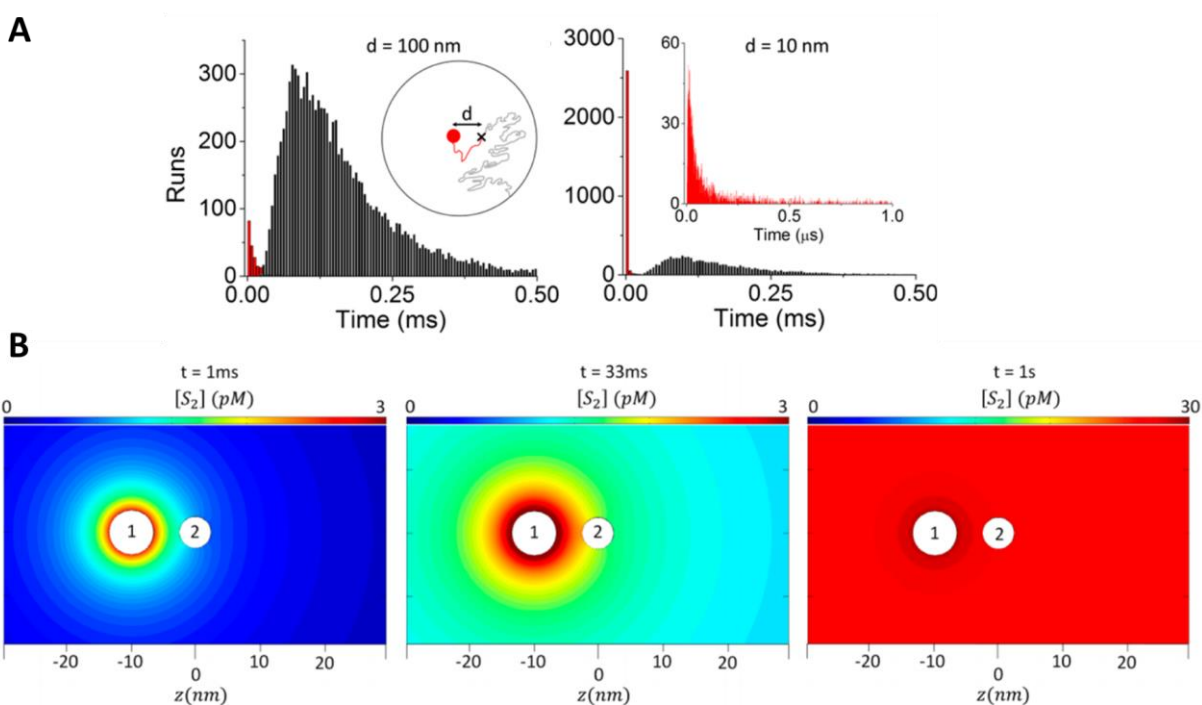 A
d = 100 nm
d
Runs
300
200
100
0
0.00 0.25 0.50
Time (ms)
d = 10 nm
3000
2000
1000
0
0.00 0.25 0.50
Time (ms)
60
30
0
0.0 0.5 1.0
Time (μs)
B
t = 1ms
[S₂] (pM)
0 3
1 2
-20 -10 0 10 20
z(nm)
t = 33ms
[S₂] (pM)
0 3
1 2
-20 -10 0 10 20
z(nm)
t = 1s
[S₂] (pM)
0 30
1 2
-20 -10 0 10 20
z(nm)